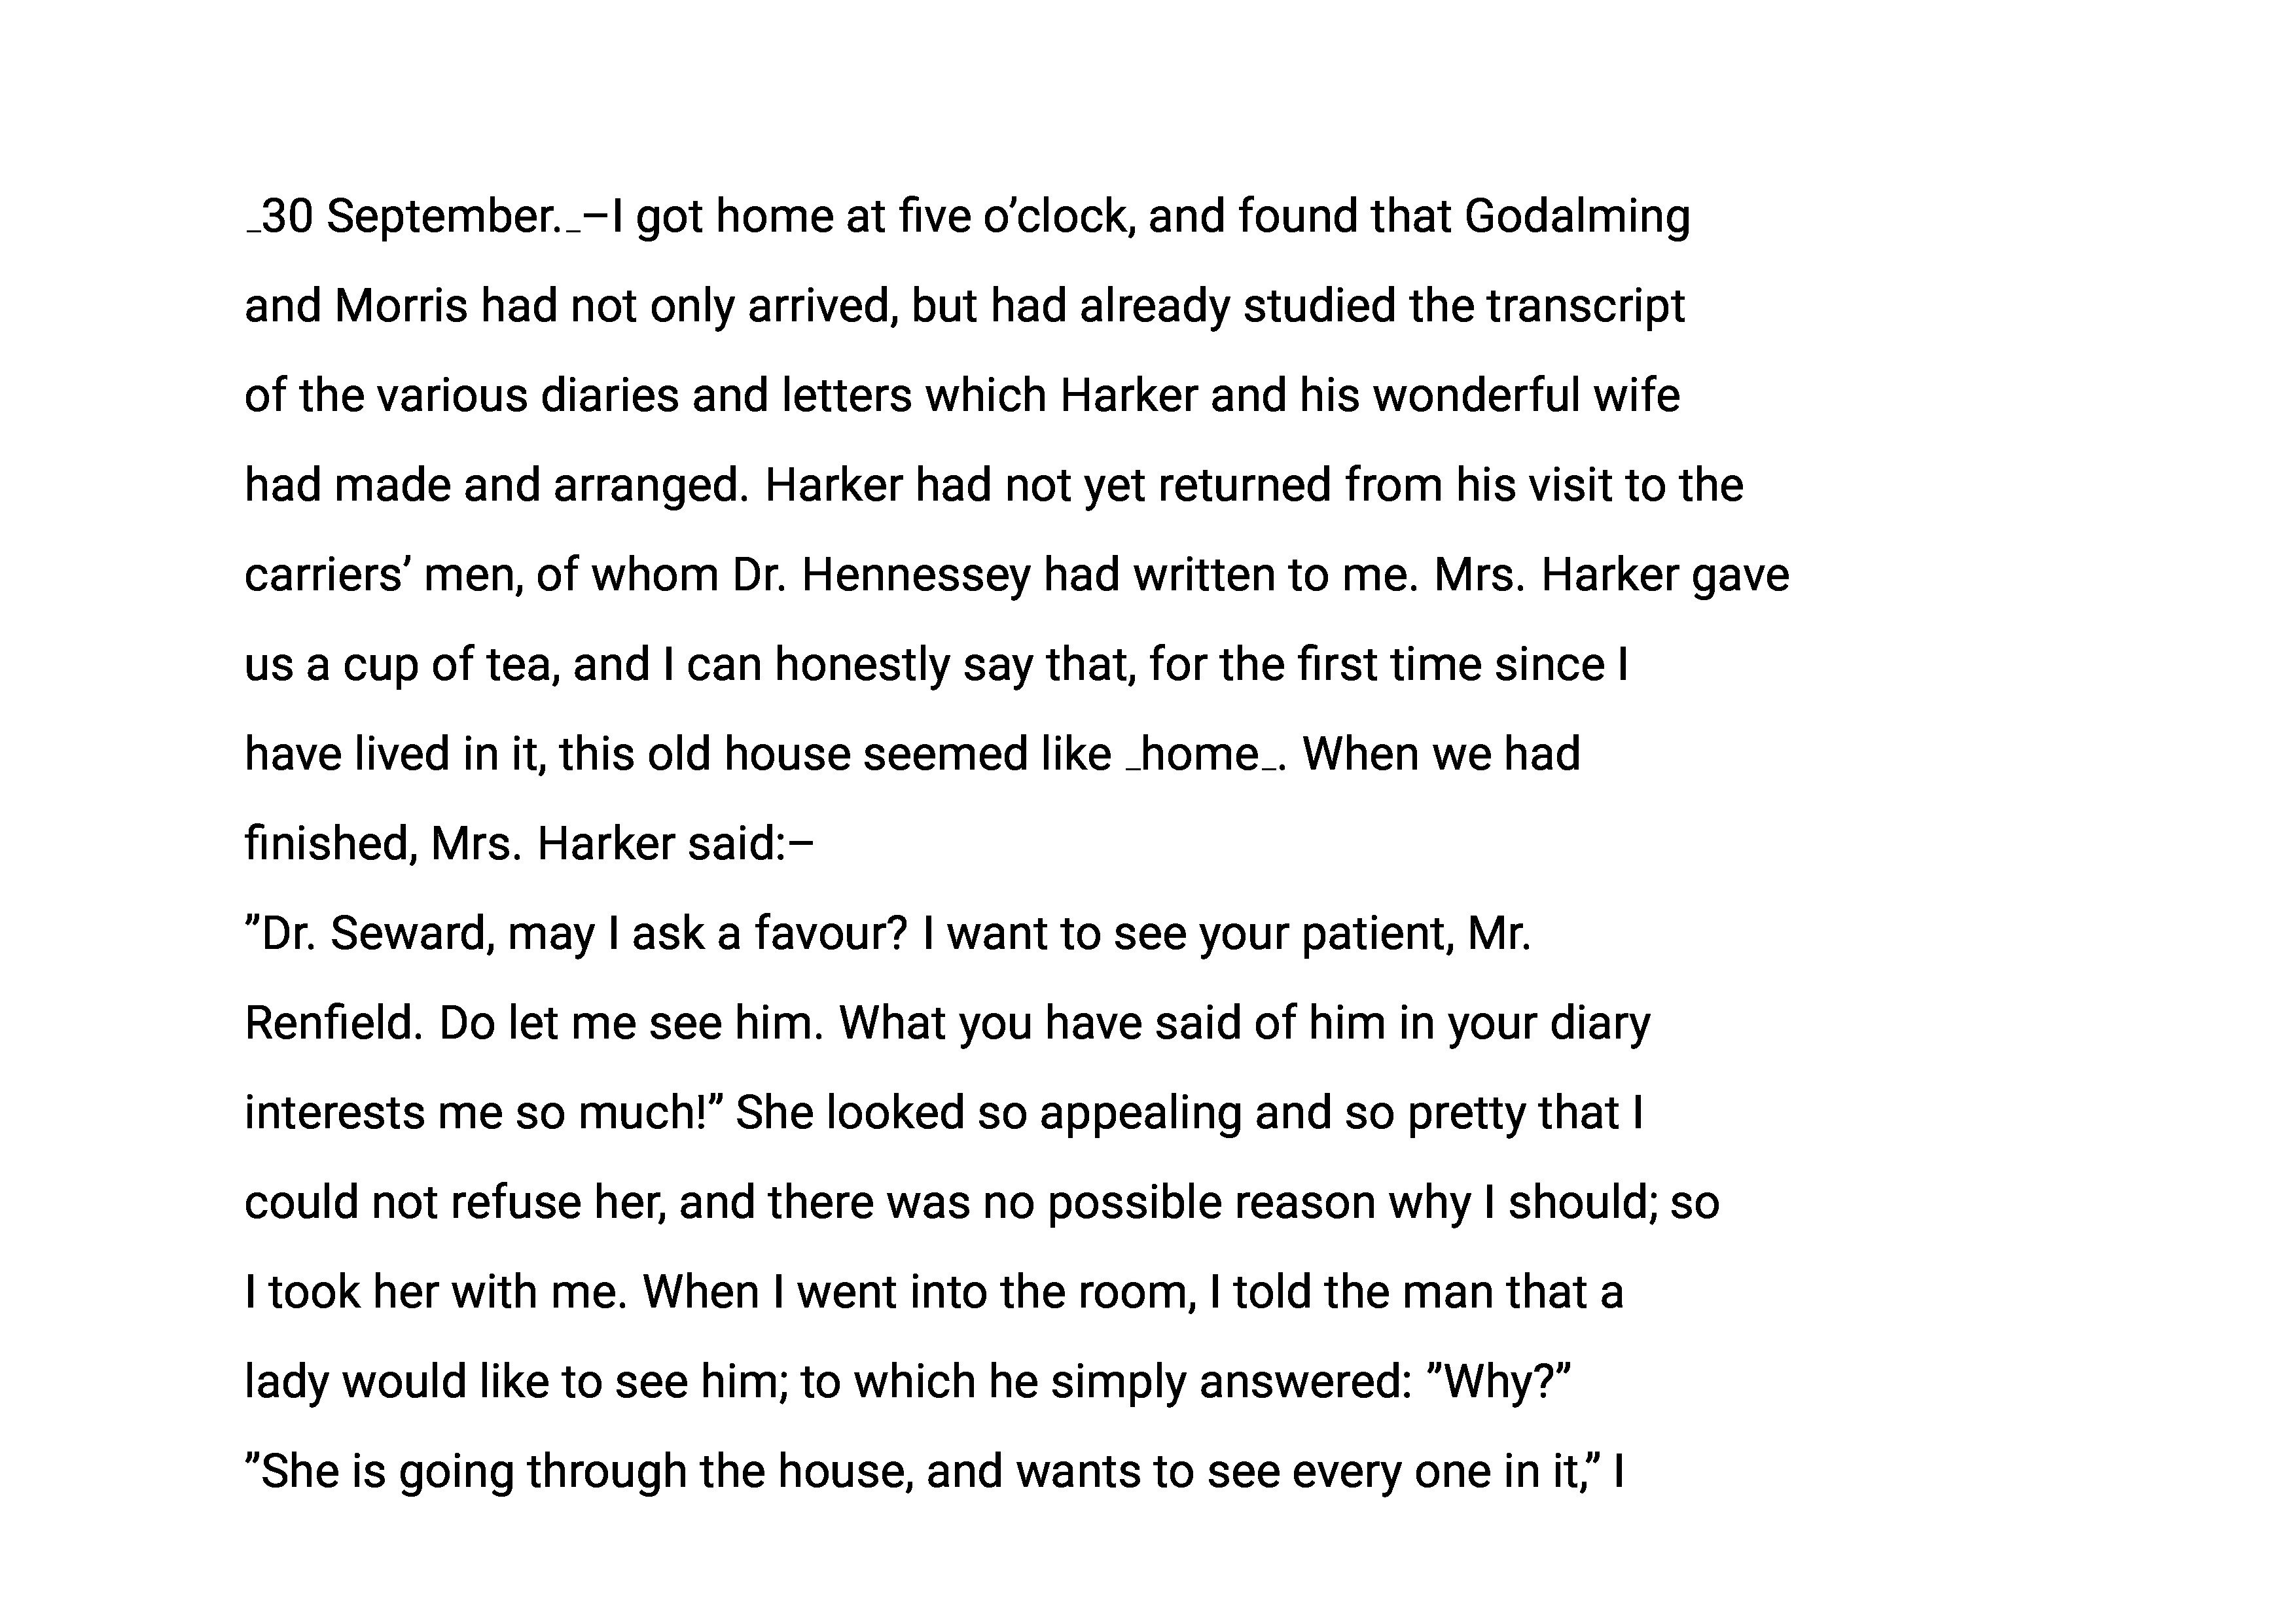 _30 September._–I got home at five o’clock, and found that Godalming
and Morris had not only arrived, but had already studied the transcript
of the various diaries and letters which Harker and his wonderful wife
had made and arranged. Harker had not yet returned from his visit to the
carriers’ men, of whom Dr. Hennessey had written to me. Mrs. Harker gave
us a cup of tea, and I can honestly say that, for the first time since I
have lived in it, this old house seemed like _home_. When we had
finished, Mrs. Harker said:–
”Dr. Seward, may I ask a favour? I want to see your patient, Mr.
Renfield. Do let me see him. What you have said of him in your diary
interests me so much!” She looked so appealing and so pretty that I
could not refuse her, and there was no possible reason why I should; so
I took her with me. When I went into the room, I told the man that a
lady would like to see him; to which he simply answered: ”Why?”
”She is going through the house, and wants to see every one in it,” I